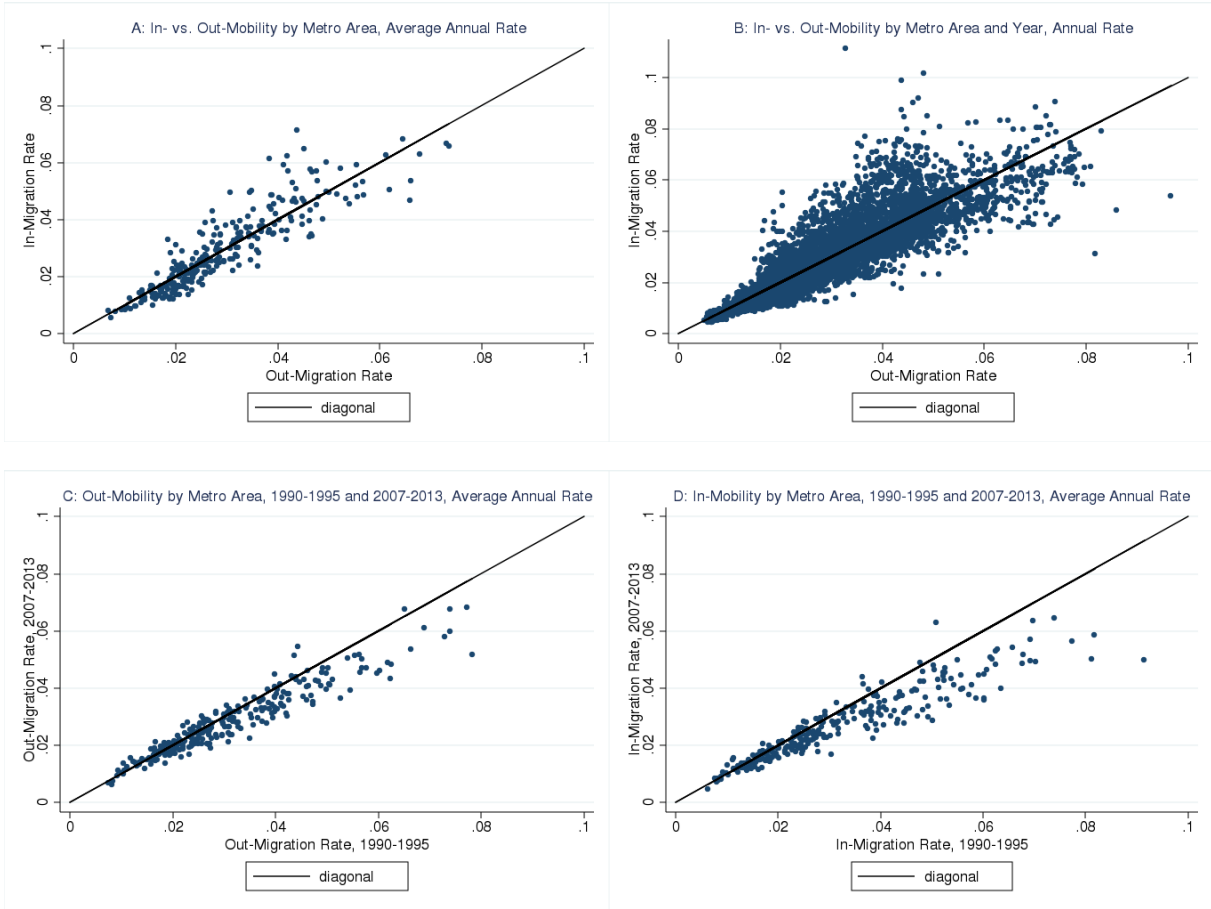 A: In- vs. Out-Mobility by Metro Area, Average Annual Rate
In-Migration Rate
.1
.08
.06
.04
.02
0
0 .02 .04 .06 .08 .1
Out-Migration Rate
diagonal
B: In- vs. Out-Mobility by Metro Area and Year, Annual Rate
In-Migration Rate
.1
.08
.06
.04
.02
0
0 .02 .04 .06 .08 .1
Out-Migration Rate
diagonal
C: Out-Mobility by Metro Area, 1990-1995 and 2007-2013, Average Annual Rate
Out-Migration Rate, 2007-2013
.1
.08
.06
.04
.02
0
0 .02 .04 .06 .08 .1
Out-Migration Rate, 1990-1995
diagonal
D: In-Mobility by Metro Area, 1990-1995 and 2007-2013, Average Annual Rate
In-Migration Rate, 2007-2013
.1
.08
.06
.04
.02
0
0 .02 .04 .06 .08 .1
In-Migration Rate, 1990-1995
diagonal